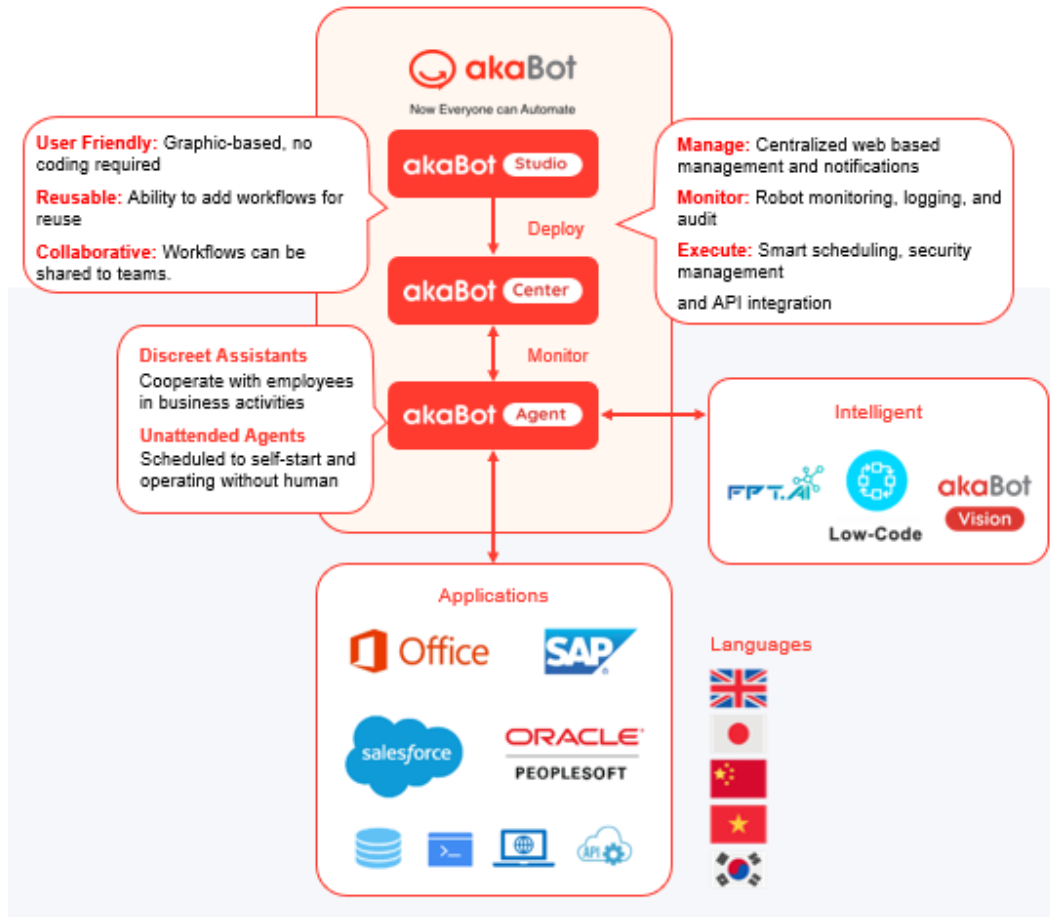 akaBot
Now Everyone can Automate
User Friendly: Graphic-based, no
coding required
Reusable: Ability to add workflows for
reuse
Collaborative: Workflows can be
shared to teams.
akaBot Studio
Manage: Centralized web based
management and notifications
Monitor: Robot monitoring, logging, and
audit
Execute: Smart scheduling, security
management
and API integration
Deploy
akaBot Center
Monitor
Discreet Assistants
Cooperate with employees
in business activities
Unattended Agents
Scheduled to self-start and
operating without human
akaBot Agent
Intelligent
FPT.AI
Low-Code
akaBot
Vision
Applications
Office
SAP
®
salesforce
ORACLE
PEOPLESOFT
>_
API
Languages